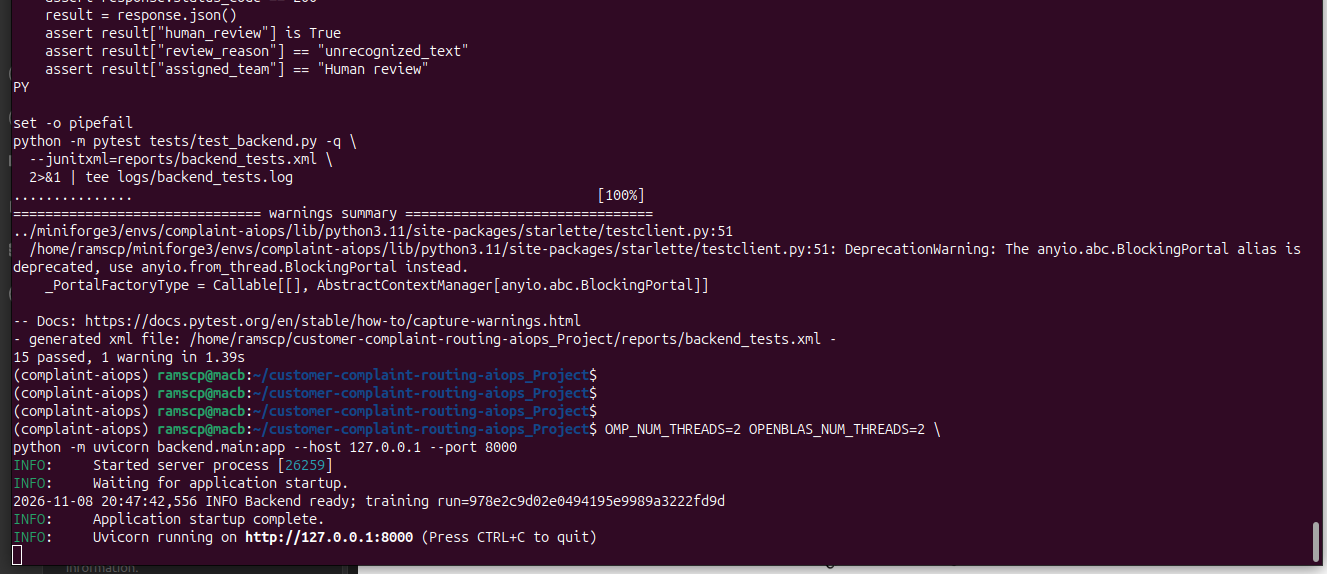 assert response.status_code == 200
    result = response.json()
    assert result["human_review"] is True
    assert result["review_reason"] == "unrecognized_text"
    assert result["assigned_team"] == "Human review"
PY

set -o pipefail
python -m pytest tests/test_backend.py -q \
  --junitxml=reports/backend_tests.xml \
  2>&1 | tee logs/backend_tests.log
...............                                                          [100%]
=============================== warnings summary ===============================
../miniforge3/envs/complaint-aiops/lib/python3.11/site-packages/starlette/testclient.py:51
  /home/ramscp/miniforge3/envs/complaint-aiops/lib/python3.11/site-packages/starlette/testclient.py:51: DeprecationWarning: The anyio.abc.BlockingPortal alias is
deprecated, use anyio.from_thread.BlockingPortal instead.
    _PortalFactoryType = Callable[[], AbstractContextManager[anyio.abc.BlockingPortal]]

-- Docs: https://docs.pytest.org/en/stable/how-to/capture-warnings.html
- generated xml file: /home/ramscp/customer-complaint-routing-aiops_Project/reports/backend_tests.xml -
15 passed, 1 warning in 1.39s
(complaint-aiops) ramscp@macb:~/customer-complaint-routing-aiops_Project$
(complaint-aiops) ramscp@macb:~/customer-complaint-routing-aiops_Project$
(complaint-aiops) ramscp@macb:~/customer-complaint-routing-aiops_Project$
(complaint-aiops) ramscp@macb:~/customer-complaint-routing-aiops_Project$ OMP_NUM_THREADS=2 OPENBLAS_NUM_THREADS=2 \
python -m uvicorn backend.main:app --host 127.0.0.1 --port 8000
INFO:     Started server process [26259]
INFO:     Waiting for application startup.
2026-11-08 20:47:42,556 INFO Backend ready; training run=978e2c9d02e0494195e9989a3222fd9d
INFO:     Application startup complete.
INFO:     Uvicorn running on http://127.0.0.1:8000 (Press CTRL+C to quit)
information.